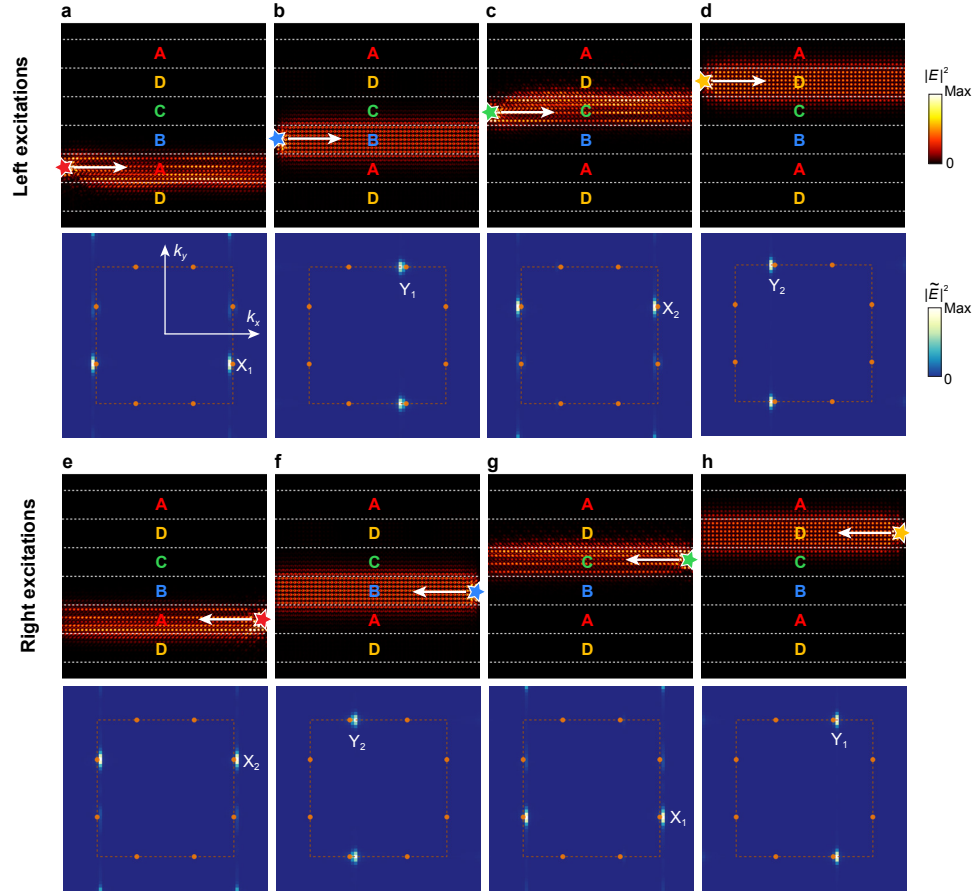 a b c d
Left excitations
A A A A
D D D D
C C C C
B B B B
A A A A
D D D D
|E|²
Max
0
k_y
k_x
X₁
Y₁
X₂
Y₂
|Ẽ|²
Max
0
e f g h
Right excitations
A A A A
D D D D
C C C C
B B B B
A A A A
D D D D
X₂
Y₂
X₁
Y₁